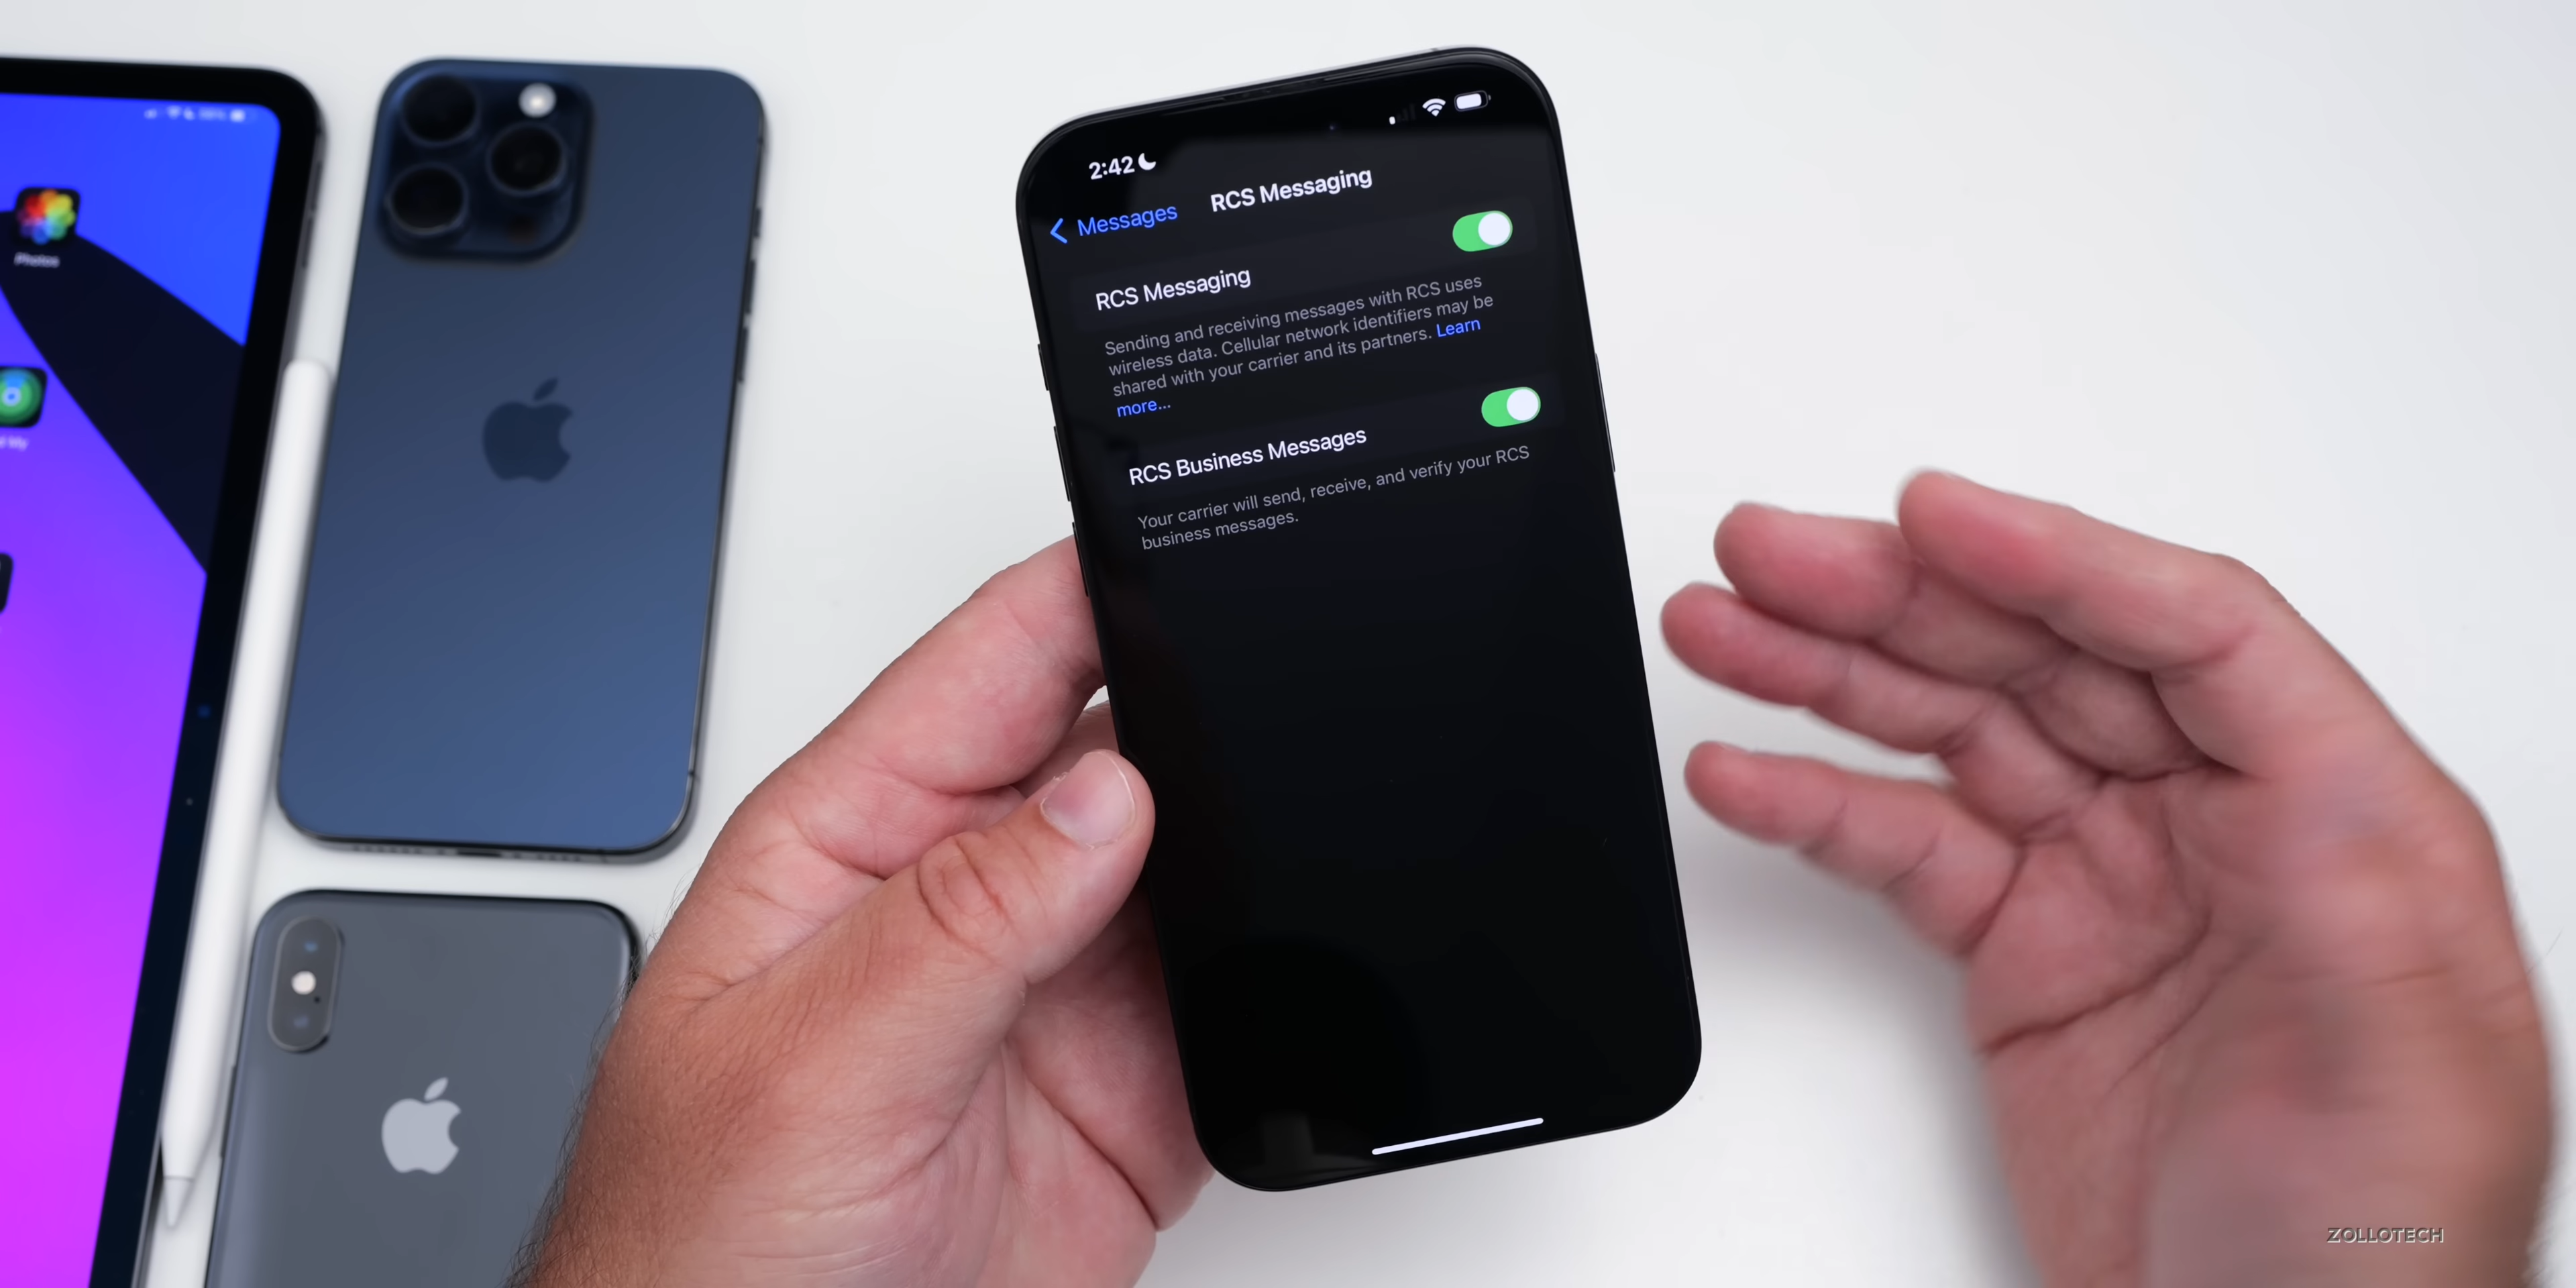 2:42
Messages
RCS Messaging
RCS Messaging
Sending and receiving messages with RCS uses
wireless data. Cellular network identifiers may be
shared with your carrier and its partners. Learn
more...
RCS Business Messages
Your carrier will send, receive, and verify your RCS
business messages.
Photos
ZOLLOTECH